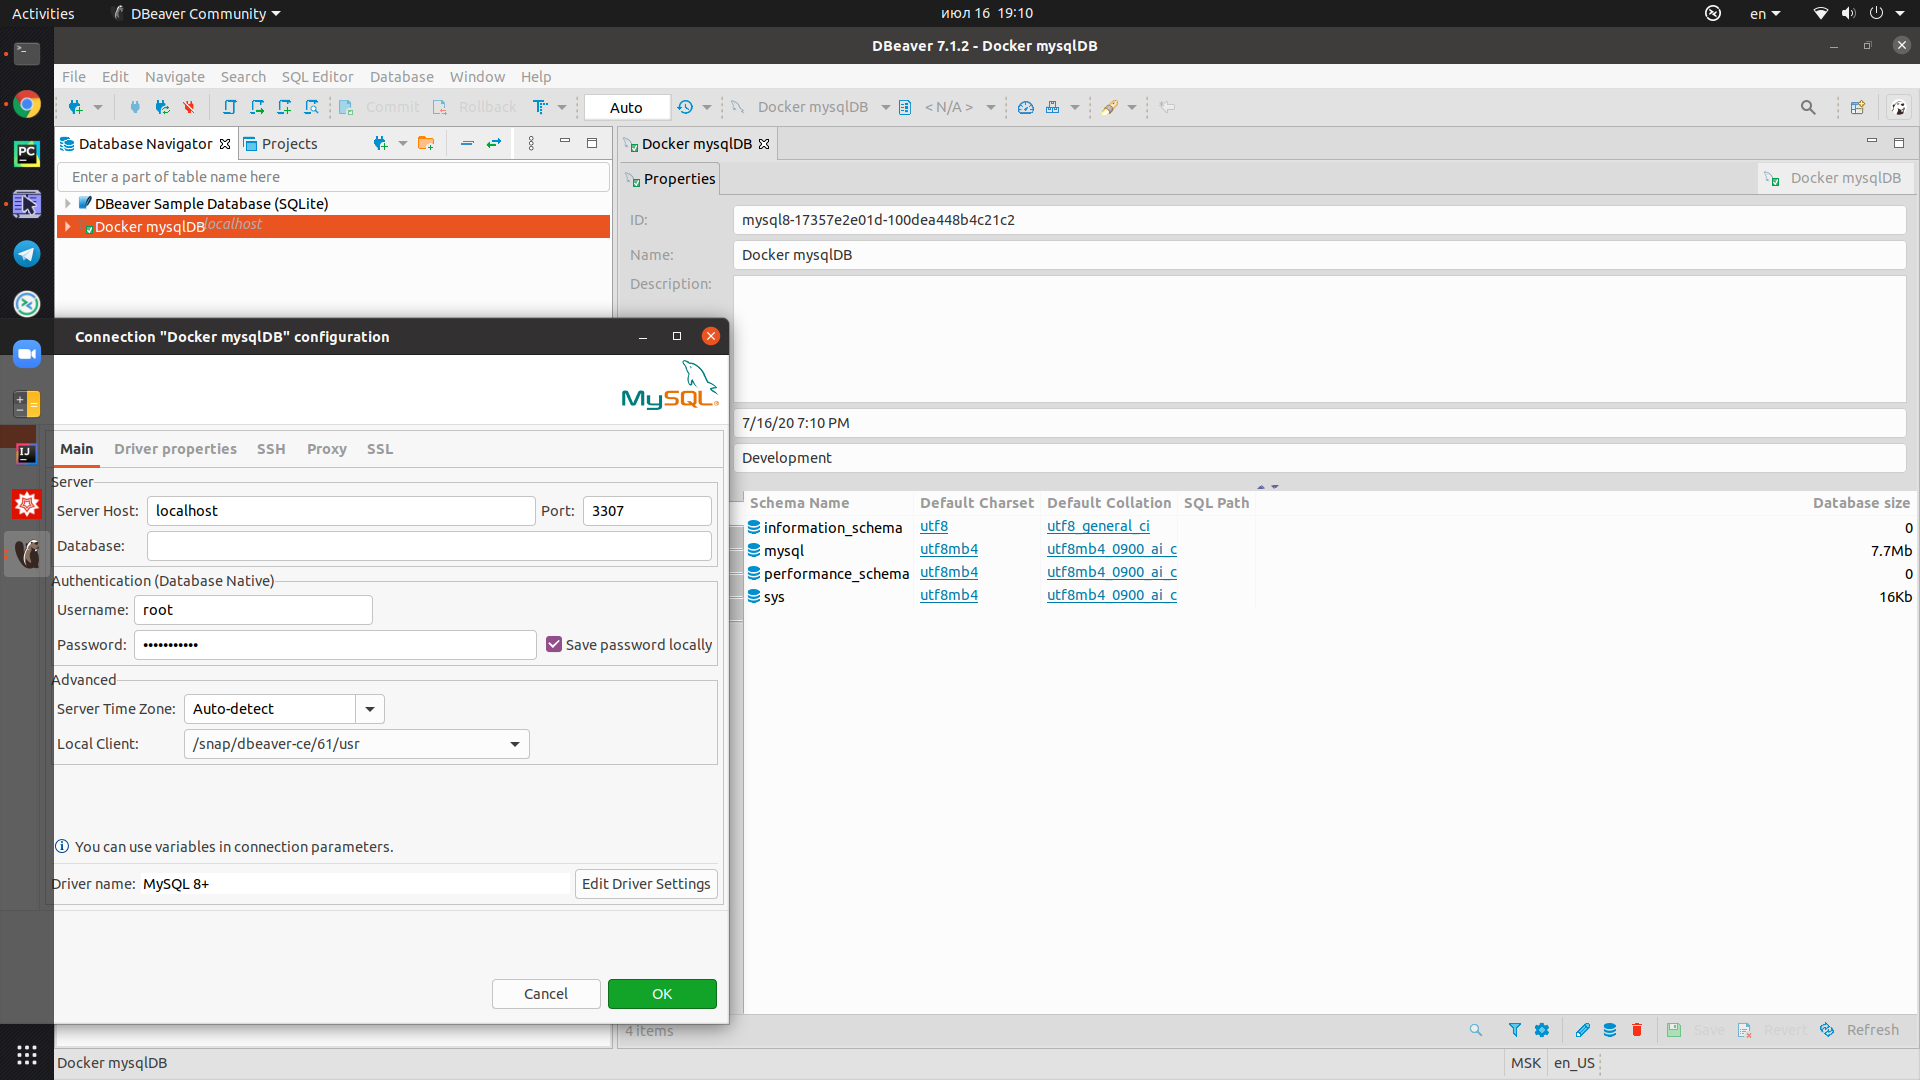 Activities
DBeaver Community
июл 16 19:10
en
DBeaver 7.1.2 - Docker mysqlDB
File Edit Navigate Search SQL Editor Database Window Help
Commit Rollback Auto Docker mysqlDB < N/A >
Database Navigator
Projects
Enter a part of table name here
DBeaver Sample Database (SQLite)
Docker mysqlDB localhost
Docker mysqlDB
Properties
Docker mysqlDB
ID: mysql8-17357e2e01d-100dea448b4c21c2
Name: Docker mysqlDB
Description:
7/16/20 7:10 PM
Development
Schema Name Default Charset Default Collation SQL Path Database size
information_schema utf8 utf8_general_ci 0
mysql utf8mb4 utf8mb4_0900_ai_c 7.7Mb
performance_schema utf8mb4 utf8mb4_0900_ai_c 0
sys utf8mb4 utf8mb4_0900_ai_c 16Kb
Connection "Docker mysqlDB" configuration
MySQL
Main Driver properties SSH Proxy SSL
Server
Server Host: localhost Port: 3307
Database:
Authentication (Database Native)
Username: root
Password: •••••••••••
Save password locally
Advanced
Server Time Zone: Auto-detect
Local Client: /snap/dbeaver-ce/61/usr
You can use variables in connection parameters.
Driver name: MySQL 8+
Edit Driver Settings
Cancel
OK
4 items
Save Revert Refresh
Docker mysqlDB
MSK en_US
PC
IJ